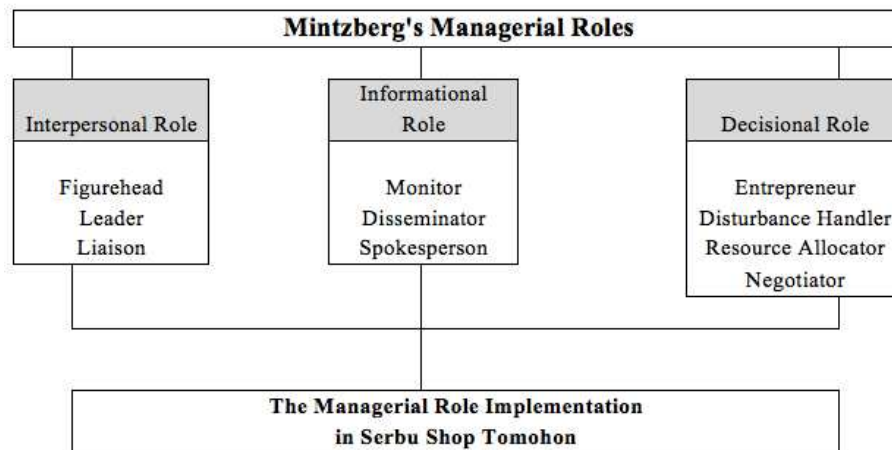 Mintzberg's Managerial Roles
Interpersonal Role
Figurehead
Leader
Liaison
Informational
Role
Monitor
Disseminator
Spokesperson
Decisional Role
Entrepreneur
Disturbance Handler
Resource Allocator
Negotiator
The Managerial Role Implementation
in Serbu Shop Tomohon